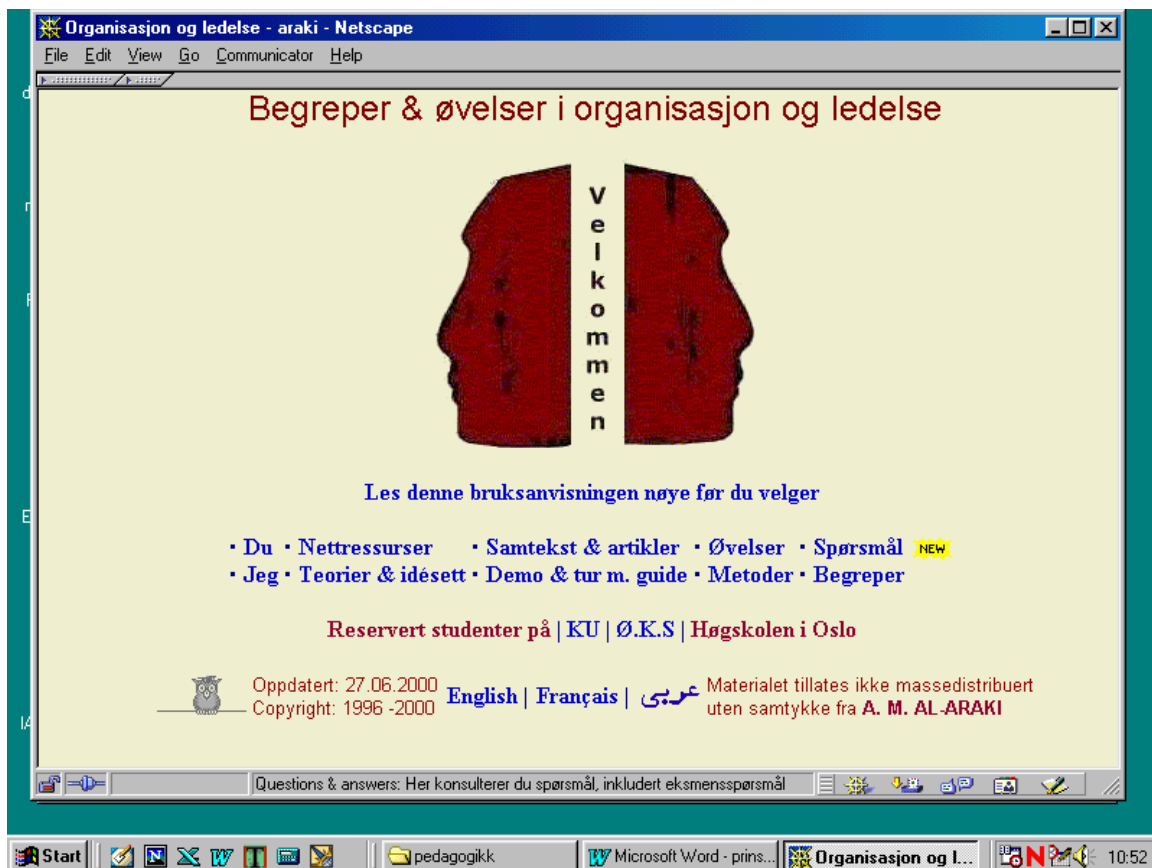 Organisasjon og ledelse - araki - Netscape
File Edit View Go Communicator Help
Begreper & øvelser i organisasjon og ledelse
Velkommen
Les denne bruksanvisningen nøye før du velger
· Du · Nettressurser · Samtekst & artikler · Øvelser · Spørsmål NEW
· Jeg · Teorier & idésett · Demo & tur m. guide · Metoder · Begreper
Reservert studenter på | KU | Ø.K.S | Høgskolen i Oslo
Oppdatert: 27.06.2000
Copyright: 1996 -2000
English | Français | عربى
Materialet tillates ikke massedistribuert
uten samtykke fra A. M. AL-ARAKI
Questions & answers: Her konsulterer du spørsmål, inkludert eksmensspørsmål
Start pedagogikk Microsoft Word - prins... Organisasjon og l... 10:52